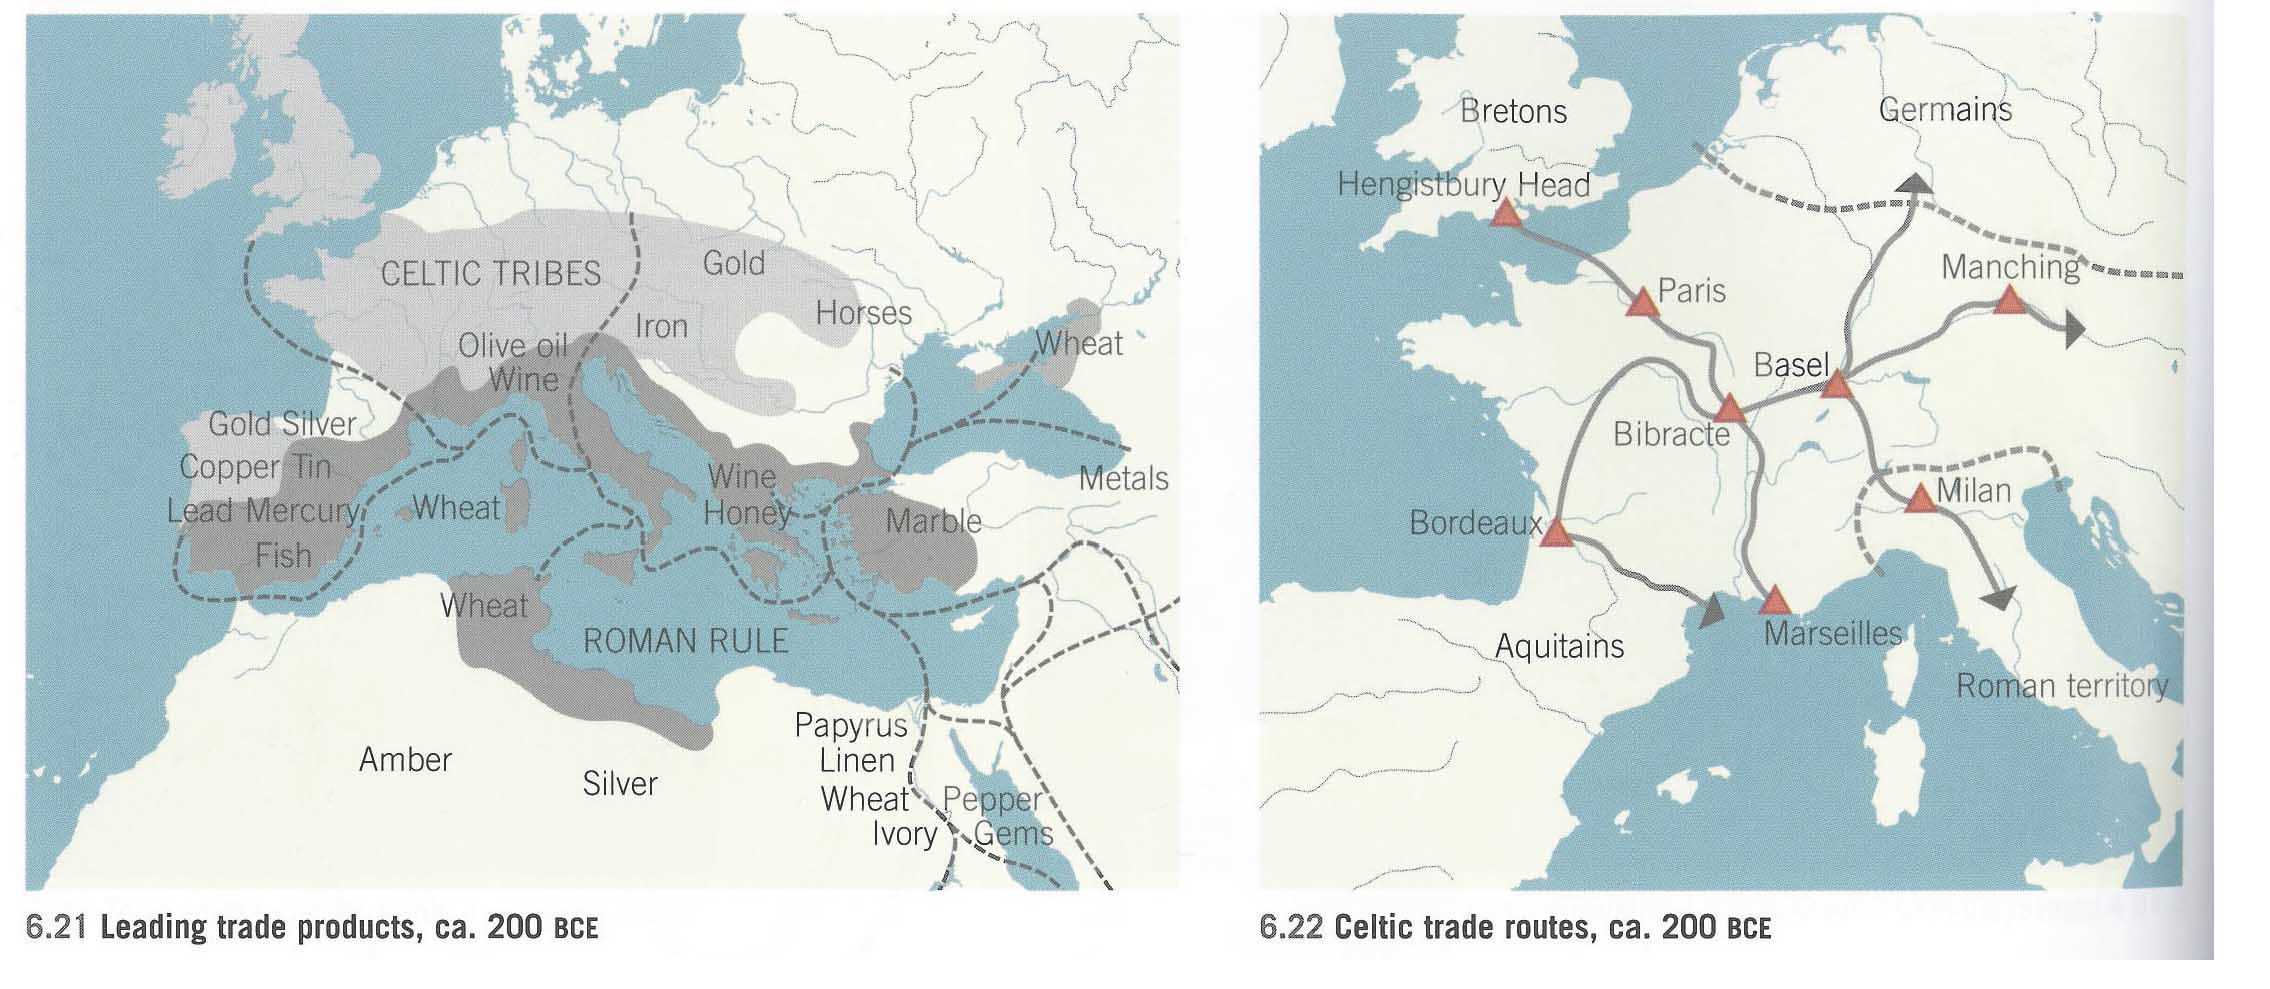 CELTIC TRIBES
Gold
Horses
Iron
Olive oil
Wine
Wheat
Gold Silver
Copper Tin
Lead Mercury
Fish
Wheat
Wine
Honey
Metals
Marble
Wheat
ROMAN RULE
Papyrus
Linen
Wheat
Ivory
Pepper
Gems
Amber
Silver
6.21 Leading trade products, ca. 200 BCE
Bretons
Germains
Hengistbury Head
Manching
Paris
Basel
Bibracte
Milan
Bordeaux
Marseilles
Aquitains
Roman territory
6.22 Celtic trade routes, ca. 200 BCE